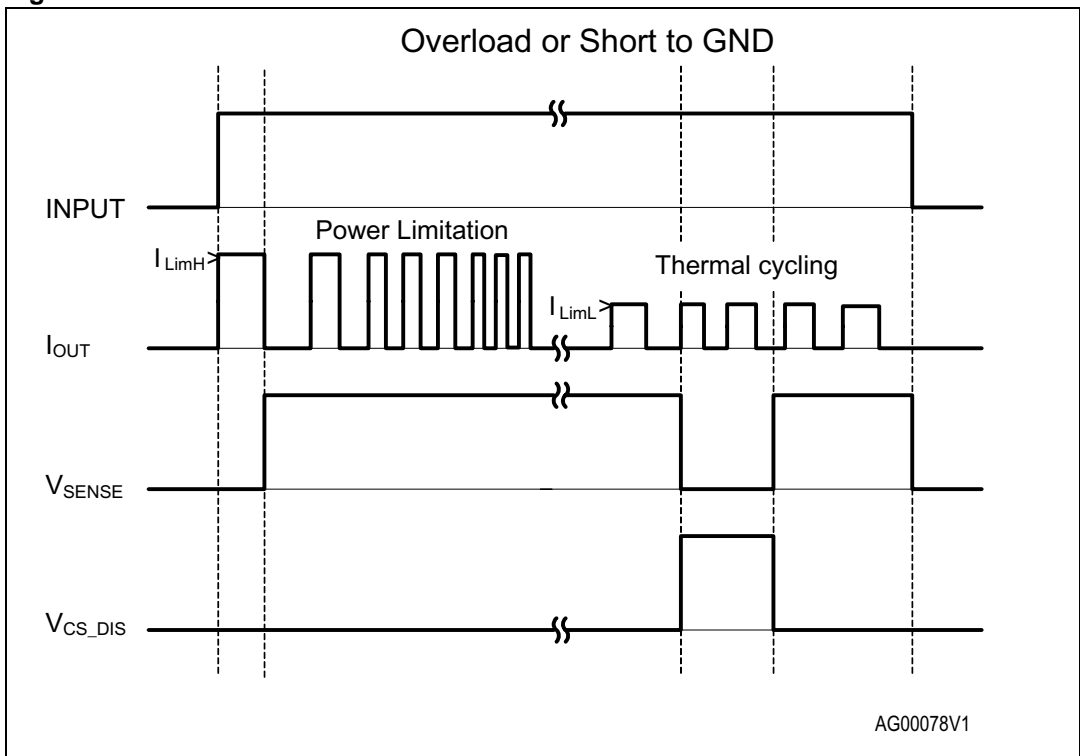 Overload or Short to GND
INPUT
Power Limitation
I LimH
Thermal cycling
I LimL
IOUT
VSENSE
VCS_DIS
AG00078V1